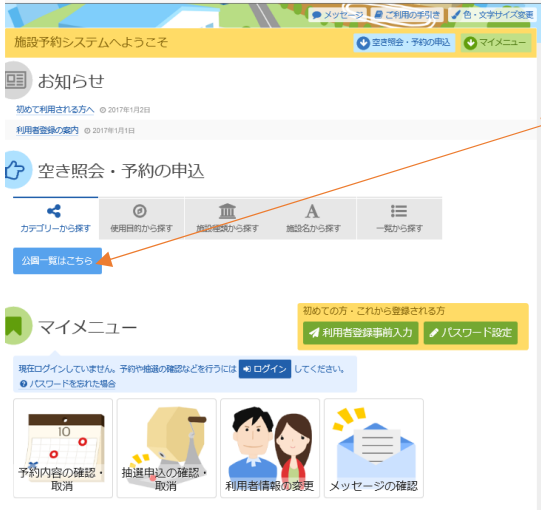 メッセージ ご利用の手引き 色・文字サイズ変更
施設予約システムへようこそ 空き照会・予約の申込 マイメニュー
お知らせ
初めて利用される方へ 2017年1月2日
利用者登録の案内 2017年1月1日
空き照会・予約の申込
カテゴリーから探す 使用目的から探す 施設種類から探す 施設名から探す 一覧から探す
公園一覧はこちら
初めての方・これから登録される方
マイメニュー 利用者登録事前入力 パスワード設定
現在ログインしていません。予約や抽選の確認などを行うには ログイン してください。
パスワードを忘れた場合
10
予約内容の確認・取消 抽選申込の確認・取消 利用者情報の変更 メッセージの確認